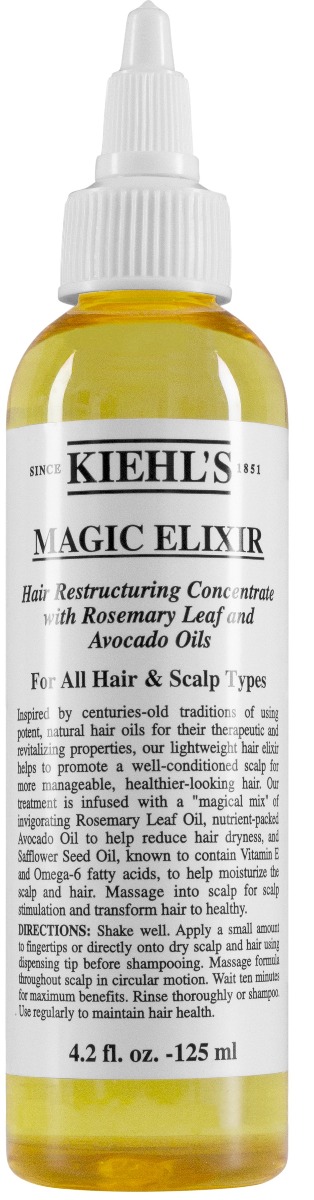 SINCE KIEHL'S 1851
MAGIC ELIXIR
Hair Restructuring Concentrate
with Rosemary Leaf and
Avocado Oils
For All Hair & Scalp Types
Inspired by centuries-old traditions of using
potent, natural hair oils for their therapeutic and
revitalizing properties, our lightweight hair elixir
helps to promote a well-conditioned scalp for
more manageable, healthier-looking hair. Our
treatment is infused with a "magical mix" of
invigorating Rosemary Leaf Oil, nutrient-packed
Avocado Oil to help reduce hair dryness, and
Safflower Seed Oil, known to contain Vitamin E
and Omega-6 fatty acids, to help moisturize the
scalp and hair. Massage into scalp for scalp
stimulation and transform hair to healthy.
DIRECTIONS: Shake well. Apply a small amount
to fingertips or directly onto dry scalp and hair using
dispensing tip before shampooing. Massage formula
throughout scalp in circular motion. Wait ten minutes
for maximum benefits. Rinse thoroughly or shampoo.
Use regularly to maintain hair health.
4.2 fl. oz. -125 ml